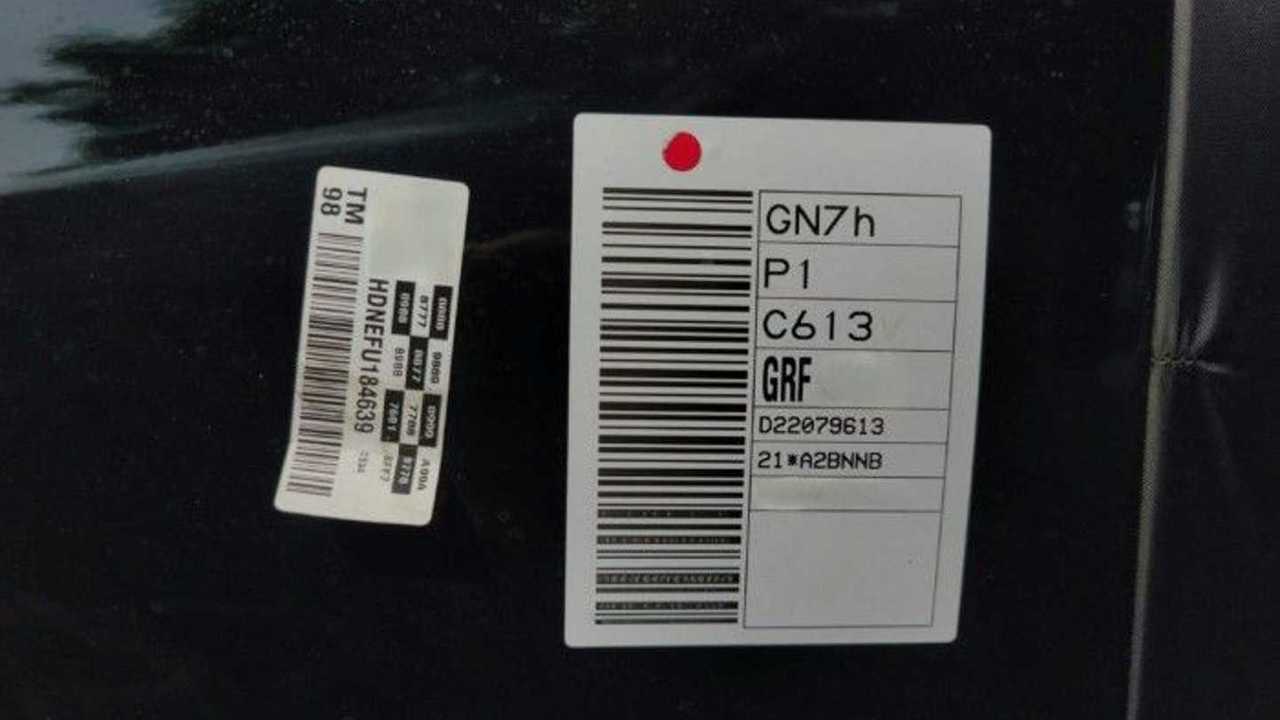 TM
98
HDNEFU184639
GN7h
P1
C613
GRF
D22079613
21*A2BNNB